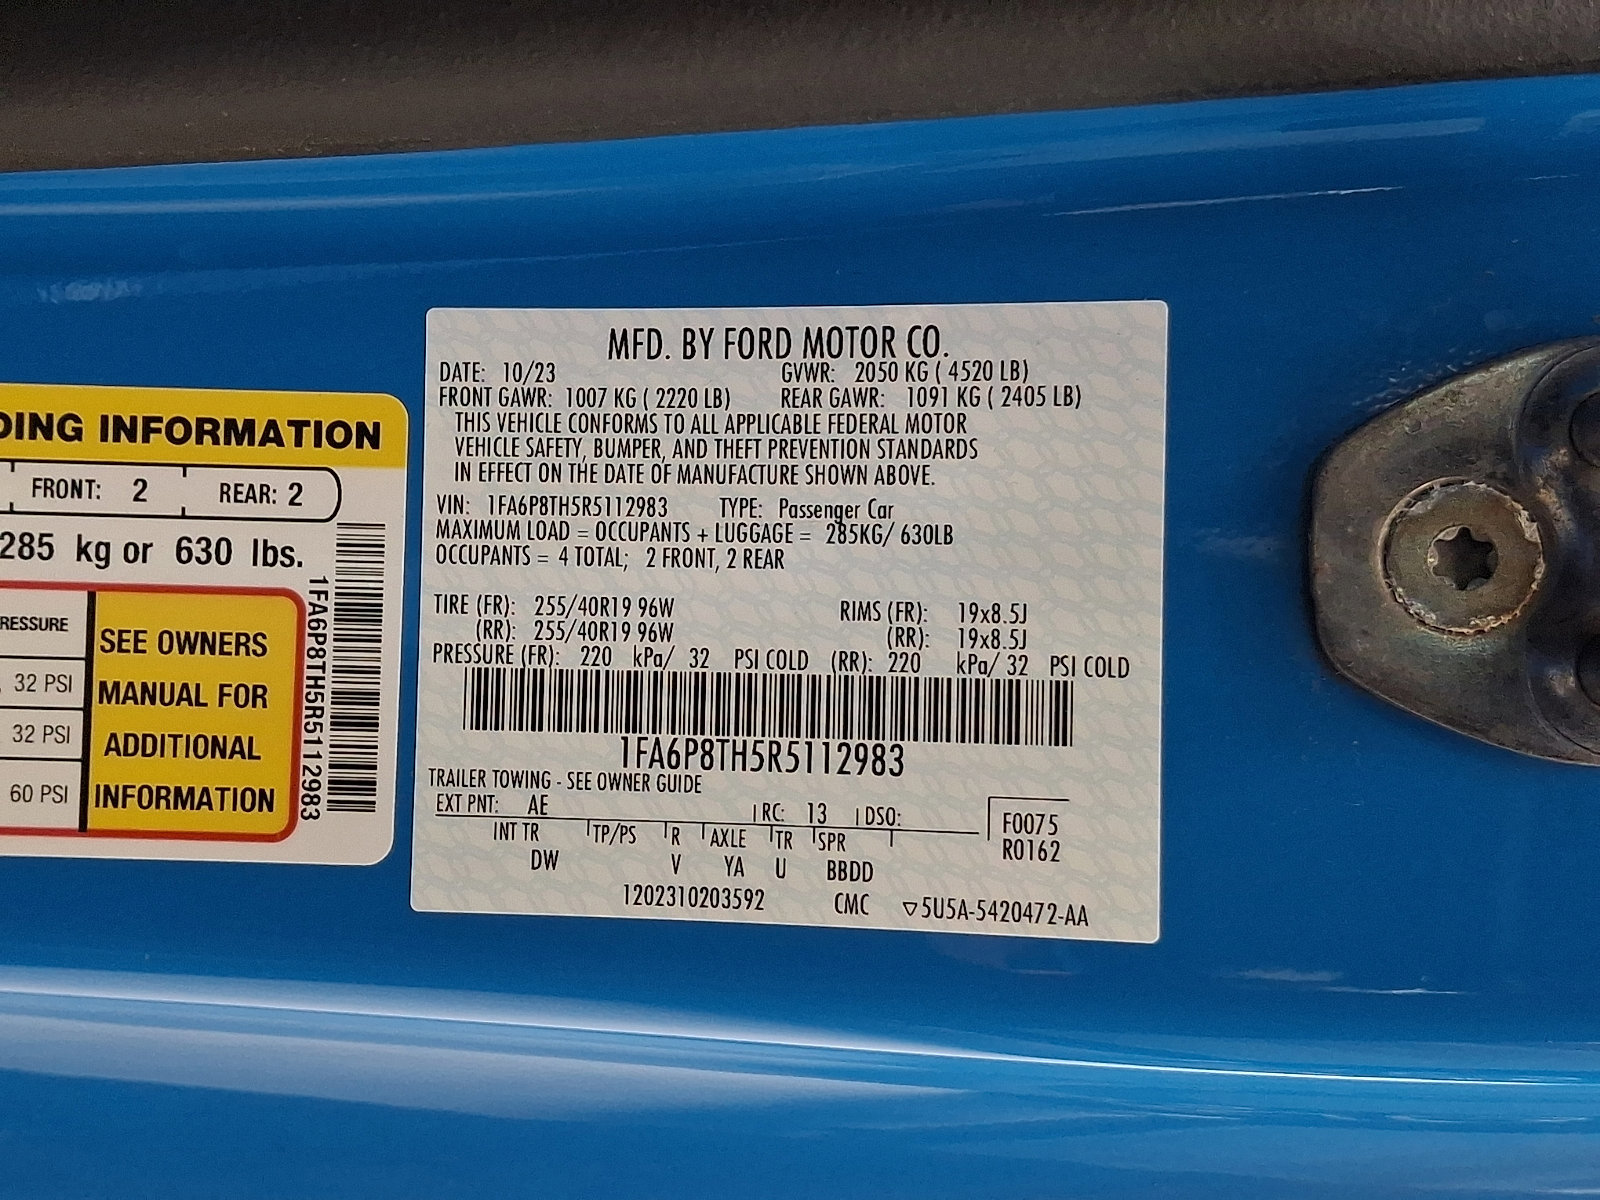 DING INFORMATION
FRONT: 2 REAR: 2
285 kg or 630 lbs.
RESSURE
32 PSI
32 PSI
60 PSI
SEE OWNERS
MANUAL FOR
ADDITIONAL
INFORMATION
1FA6P8TH5R5112983
MFD. BY FORD MOTOR CO.
DATE: 10/23 GVWR: 2050 KG ( 4520 LB)
FRONT GAWR: 1007 KG ( 2220 LB) REAR GAWR: 1091 KG ( 2405 LB)
THIS VEHICLE CONFORMS TO ALL APPLICABLE FEDERAL MOTOR
VEHICLE SAFETY, BUMPER, AND THEFT PREVENTION STANDARDS
IN EFFECT ON THE DATE OF MANUFACTURE SHOWN ABOVE.
VIN: 1FA6P8TH5R5112983 TYPE: Passenger Car
MAXIMUM LOAD = OCCUPANTS + LUGGAGE = 285KG/ 630LB
OCCUPANTS = 4 TOTAL; 2 FRONT, 2 REAR
TIRE (FR): 255/40R19 96W RIMS (FR): 19x8.5J
(RR): 255/40R19 96W (RR): 19x8.5J
PRESSURE (FR): 220 kPa/ 32 PSI COLD (RR): 220 kPa/ 32 PSI COLD
1FA6P8TH5R5112983
TRAILER TOWING - SEE OWNER GUIDE
EXT PNT: AE RC: 13 DSO:
F0075
R0162
INT TR TP/PS R AXLE TR SPR
DW V YA U BBDD
1202310203592 CMC ▽5U5A-5420472-AA